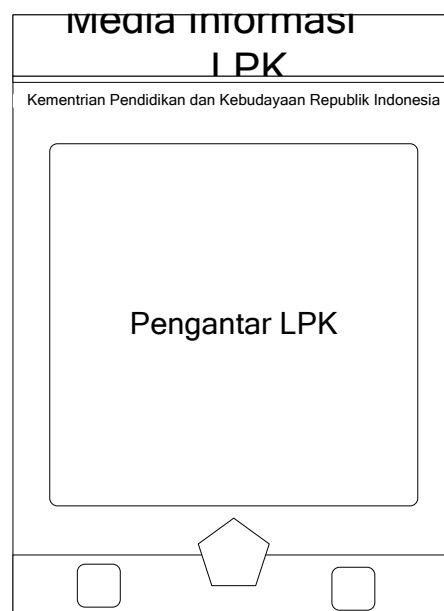 Media Informasi
LPK
Kementrian Pendidikan dan Kebudayaan Republik Indonesia
Pengantar LPK